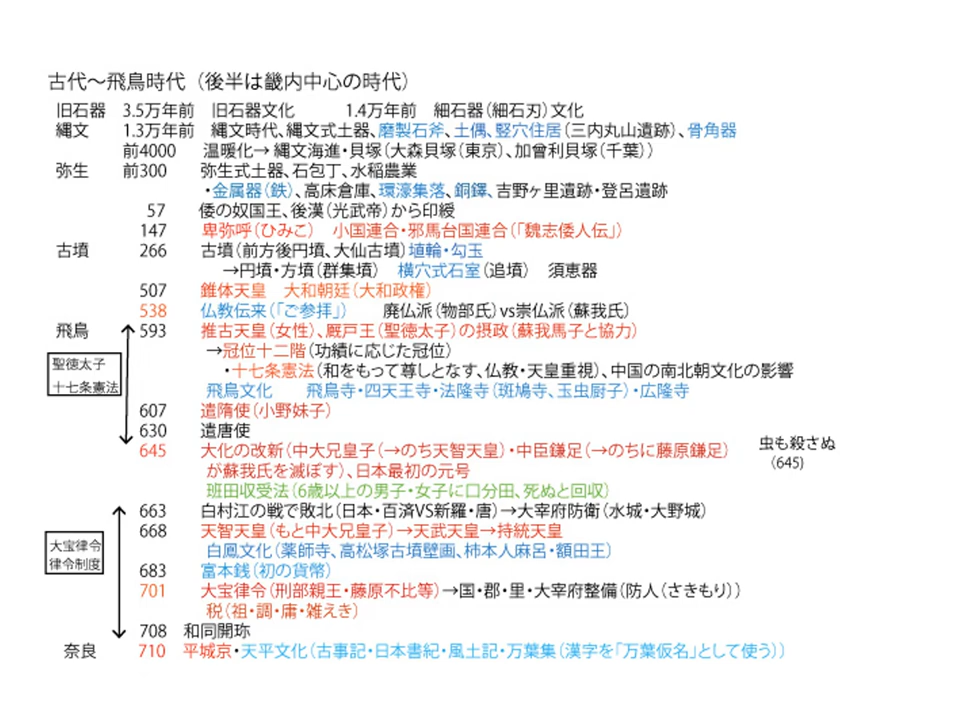 古代～飛鳥時代（後半は畿内中心の時代）
旧石器 3.5万年前 旧石器文化 1.4万年前 細石器（細石刃）文化
縄文 1.3万年前 縄文時代、縄文式土器、磨製石斧、土偶、竪穴住居（三内丸山遺跡）、骨角器
前4000 温暖化→縄文海進・貝塚（大森貝塚（東京）、加曾利貝塚（千葉））
弥生 前300 弥生式土器、石包丁、水稲農業
・金属器（鉄）、高床倉庫、環濠集落、銅鐸、吉野ヶ里遺跡・登呂遺跡
57 倭の奴国王、後漢（光武帝）から印綬
147 卑弥呼（ひみこ） 小国連合・邪馬台国連合（「魏志倭人伝」）
古墳 266 古墳（前方後円墳、大仙古墳）埴輪・勾玉
→円墳・方墳（群集墳） 横穴式石室（追墳） 須恵器
507 錐体天皇 大和朝廷（大和政権）
538 仏教伝来（「ご参拝」） 廃仏派（物部氏）vs崇仏派（蘇我氏）
飛鳥 593 推古天皇（女性）、厩戸王（聖徳太子）の摂政（蘇我馬子と協力）
→冠位十二階（功績に応じた冠位）
聖徳太子
十七条憲法
・十七条憲法（和をもって尊しとなす、仏教・天皇重視）、中国の南北朝文化の影響
飛鳥文化 飛鳥寺・四天王寺・法隆寺（斑鳩寺、玉虫厨子）・広隆寺
607 遣隋使（小野妹子）
630 遣唐使
645 大化の改新（中大兄皇子（→のち天智天皇）・中臣鎌足（→のちに藤原鎌足）
が蘇我氏を滅ぼす）、日本最初の元号
虫も殺さぬ
（645）
班田収受法（6歳以上の男子・女子に口分田、死ぬと回収）
663 白村江の戦で敗北（日本・百済VS新羅・唐）→大宰府防衛（水城・大野城）
668 天智天皇（もと中大兄皇子）→天武天皇→持統天皇
大宝律令
律令制度
白鳳文化（薬師寺、高松塚古墳壁画、柿本人麻呂・額田王）
683 富本銭（初の貨幣）
701 大宝律令（刑部親王・藤原不比等）→国・郡・里・大宰府整備（防人（さきもり））
税（祖・調・庸・雑えき）
708 和同開珎
奈良 710 平城京・天平文化（古事記・日本書紀・風土記・万葉集（漢字を「万葉仮名」として使う））